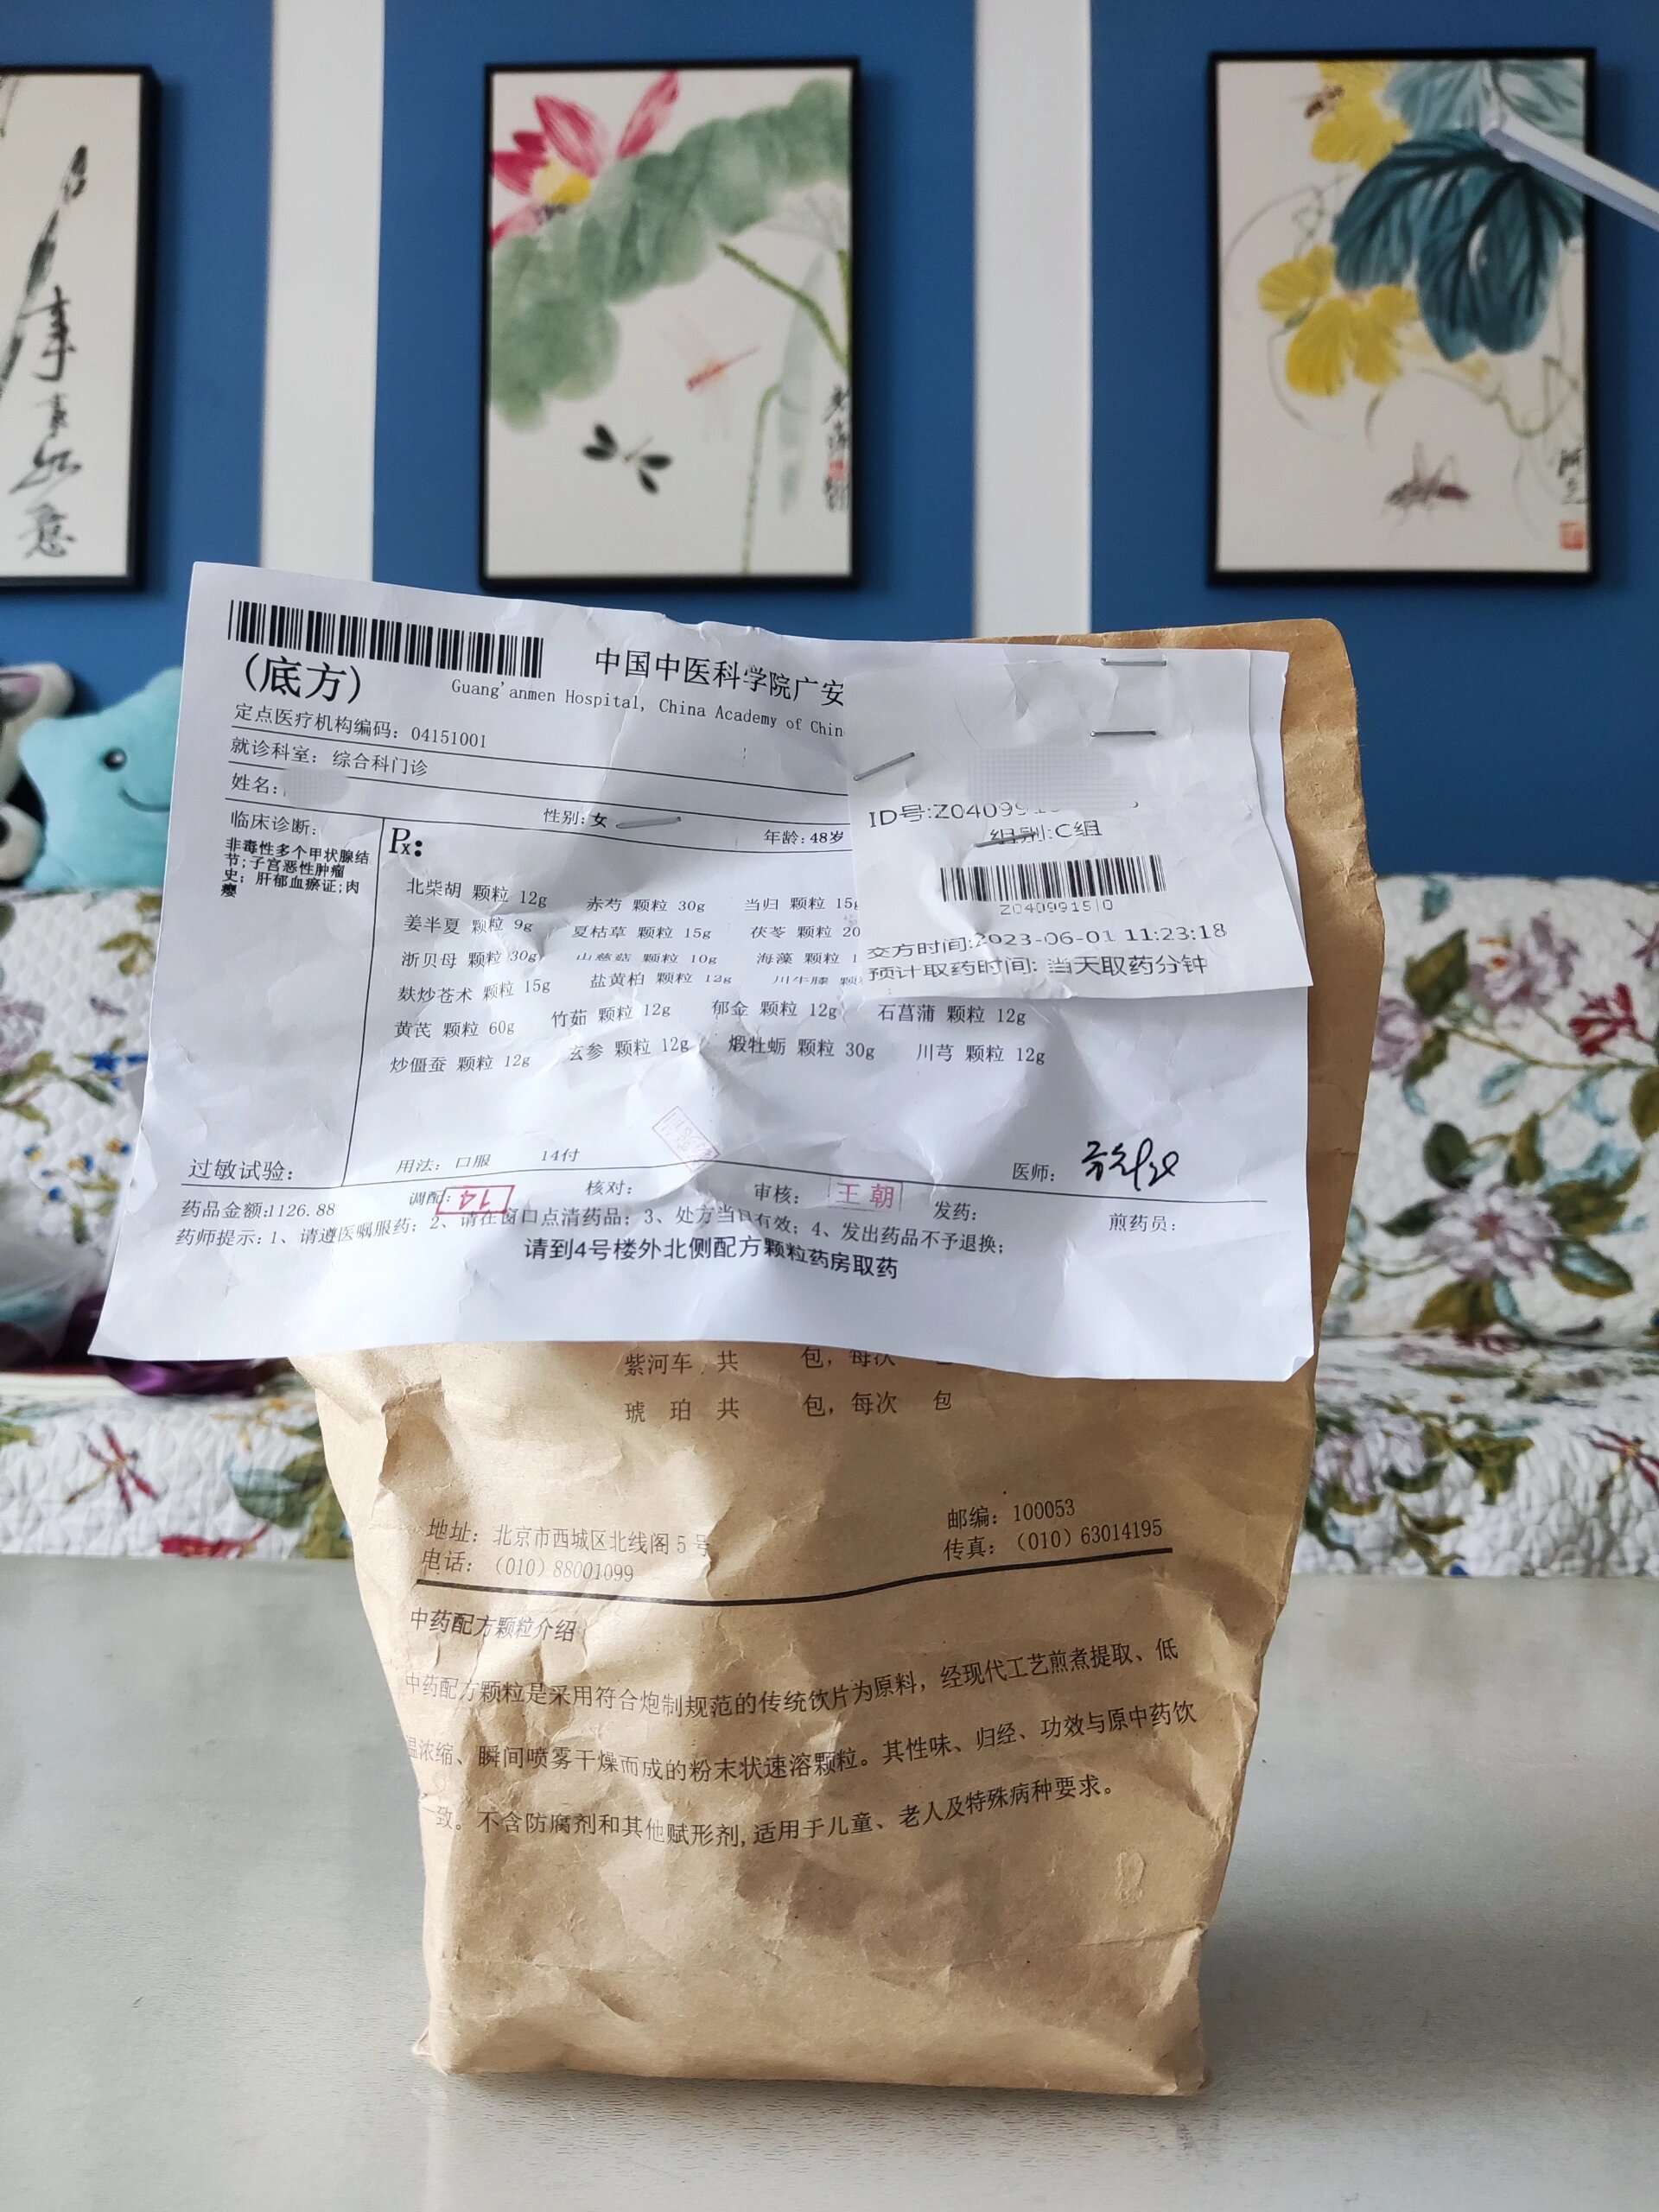 事
事
如
意
(底方)
中国中医科学院广安
Guang'anmen Hospital, China Academy of Chin
定点医疗机构编码: 04151001
就诊科室: 综合科门诊
姓名:
性别: 女
年龄: 48岁
临床诊断:
非毒性多个甲状腺结
节;子宫恶性肿瘤
史; 肝郁血瘀证;肉
瘿
Px:
北柴胡 颗粒 12g 赤芍 颗粒 30g 当归 颗粒 15g
姜半夏 颗粒 9g 夏枯草 颗粒 15g 茯苓 颗粒 20
浙贝母 颗粒 30g 山慈菇 颗粒 10g 海藻 颗粒 1
麸炒苍术 颗粒 15g 盐黄柏 颗粒 12g 川牛膝 颗粒
黄芪 颗粒 60g 竹茹 颗粒 12g 郁金 颗粒 12g 石菖蒲 颗粒 12g
炒僵蚕 颗粒 12g 玄参 颗粒 12g 煅牡蛎 颗粒 30g 川芎 颗粒 12g
过敏试验:
用法: 口服 14付
医师:
药品金额:1126.88
调配: 14
核对:
审核: 王朝
发药:
煎药员:
药师提示: 1、请遵医嘱服药; 2、请在窗口点清药品; 3、处方当日有效; 4、发出药品不予退换;
请到4号楼外北侧配方颗粒药房取药
ID号:Z0409915
组别:C组
Z0409915|0
交方时间:2023-06-01 11:23:18
预计取药时间: 当天取药分钟
紫河车 共 包, 每次 包
琥 珀 共 包, 每次 包
地址: 北京市西城区北线阁 5 号
邮编: 100053
电话: (010) 88001099
传真: (010) 63014195
中药配方颗粒介绍
中药配方颗粒是采用符合炮制规范的传统饮片为原料, 经现代工艺煎煮提取、低
温浓缩、瞬间喷雾干燥而成的粉末状速溶颗粒。其性味、归经、功效与原中药饮
一致。不含防腐剂和其他赋形剂, 适用于儿童、老人及特殊病种要求。